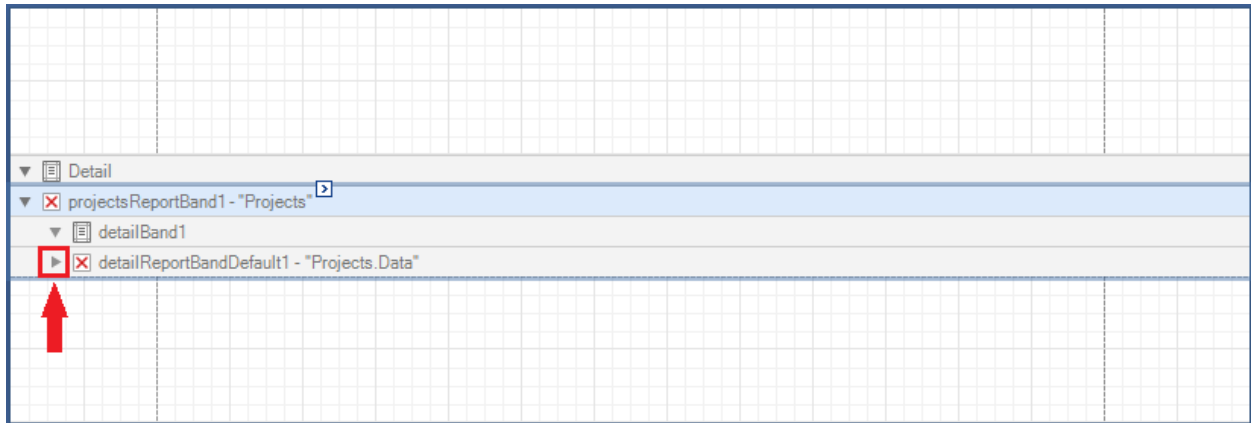 Detail
projectsReportBand1 - "Projects"
detailBand1
detailReportBandDefault1 - "Projects.Data"